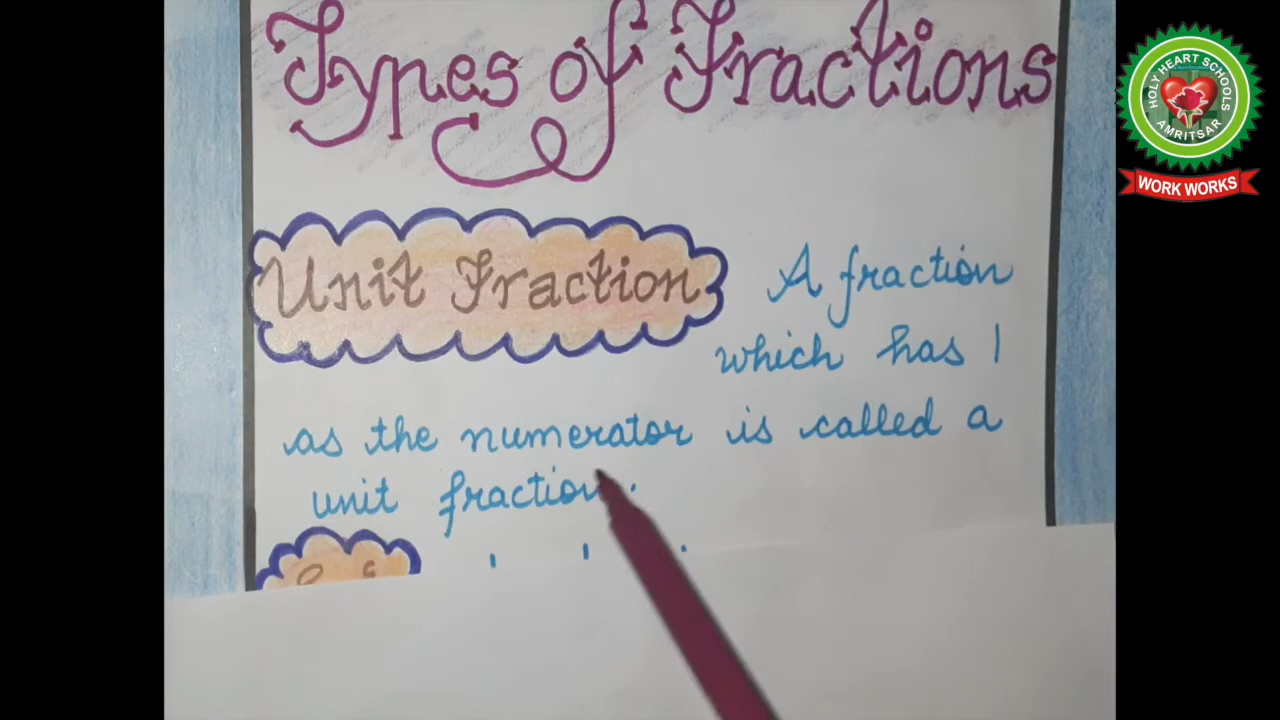 Types of Fractions
HOLY HEART SCHOOLS
AMRITSAR
WORK WORKS
Unit Fraction
A fraction
which has 1
as the numerator is called a
unit fraction.